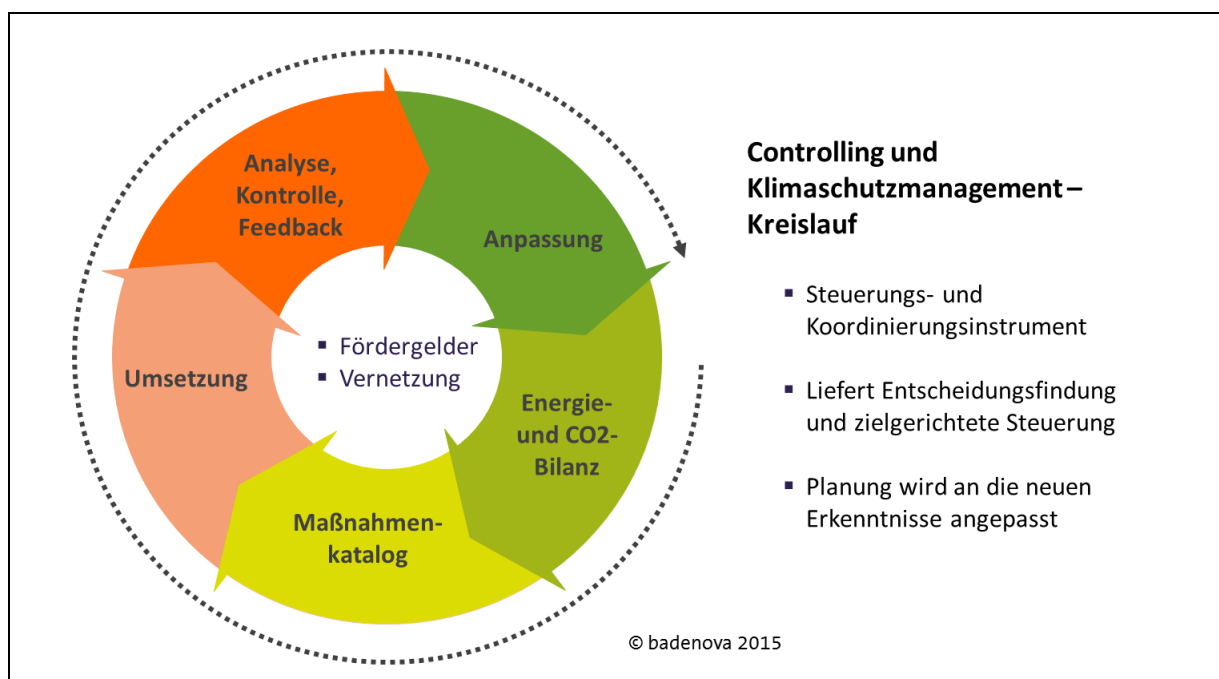 Analyse,
Kontrolle,
Feedback
Anpassung
Energie-
und CO2-
Bilanz
Maßnahmen-
katalog
Umsetzung
▪ Fördergelder
▪ Vernetzung
Controlling und
Klimaschutzmanagement –
Kreislauf
▪ Steuerungs- und
Koordinierungsinstrument
▪ Liefert Entscheidungsfindung
und zielgerichtete Steuerung
▪ Planung wird an die neuen
Erkenntnisse angepasst
© badenova 2015